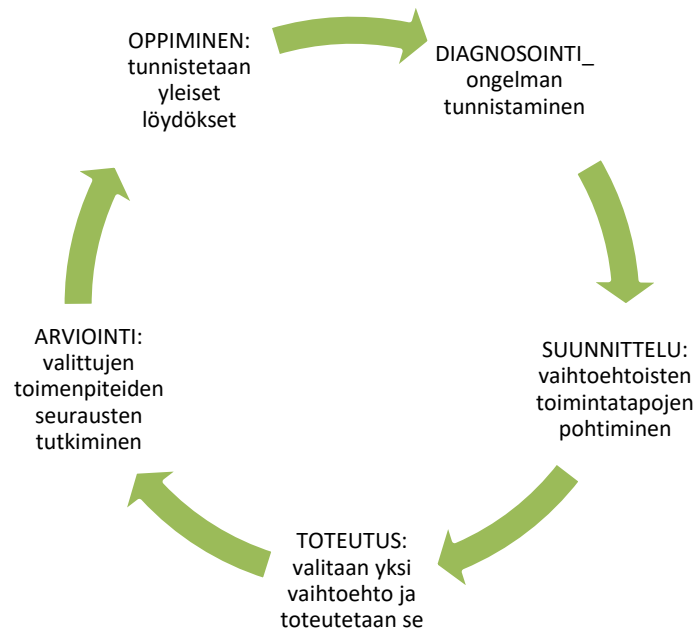 OPPIMINEN:
tunnistetaan
yleiset
löydökset
DIAGNOSOINTI_
ongelman
tunnistaminen
SUUNNITTELU:
vaihtoehtoisten
toimintatapojen
pohtiminen
TOTEUTUS:
valitaan yksi
vaihtoehto ja
toteutetaan se
ARVIOINTI:
valittujen
toimenpiteiden
seurausten
tutkiminen